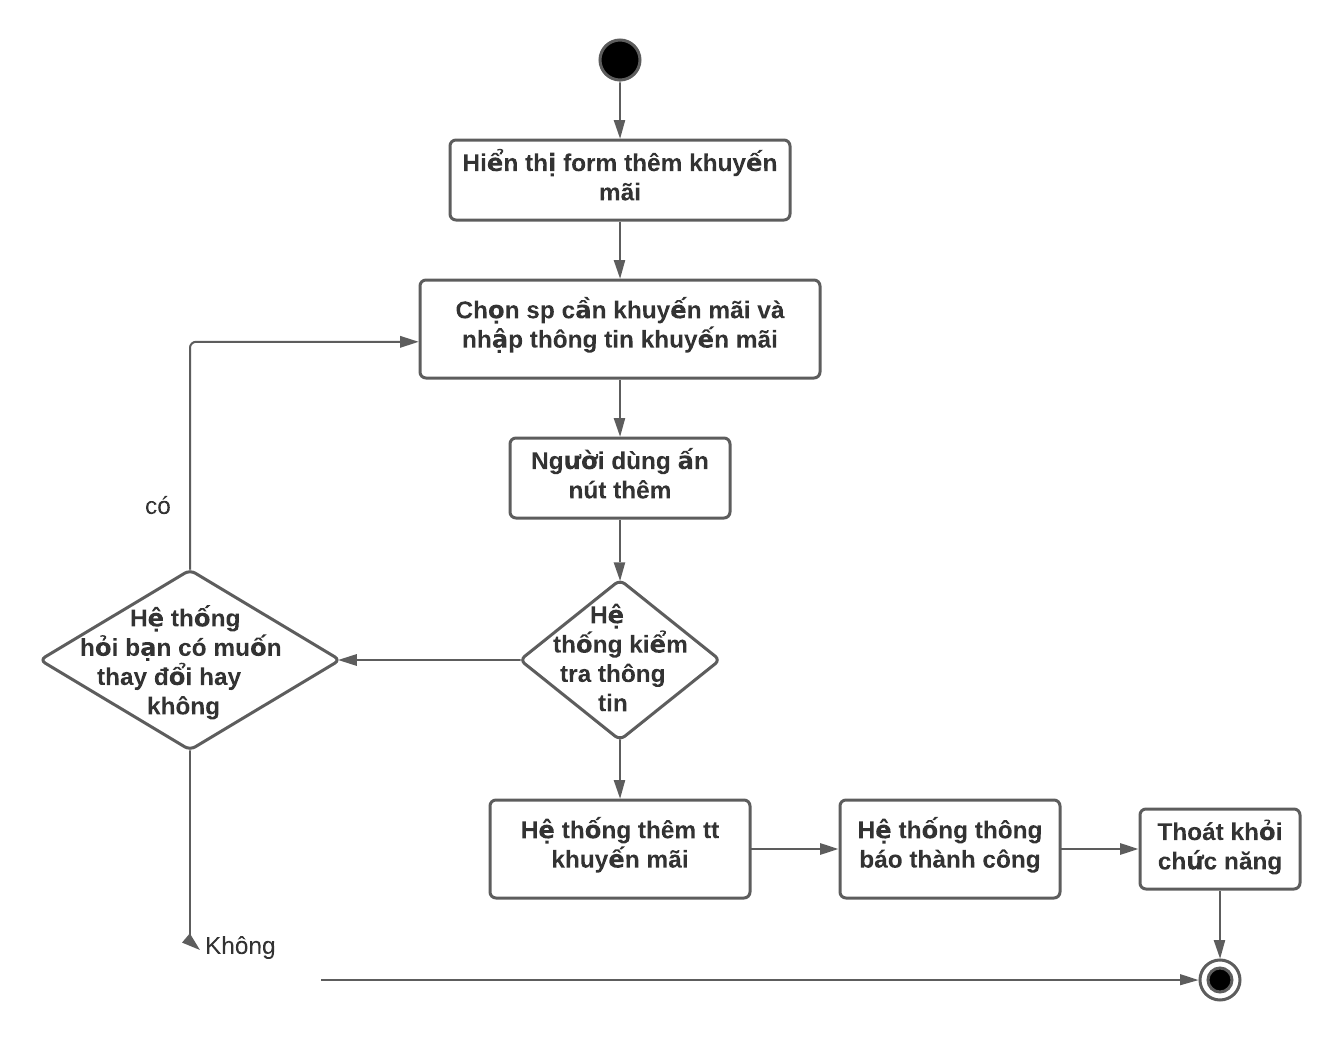 Hiển thị form thêm khuyến
mãi
Chọn sp cần khuyến mãi và
nhập thông tin khuyến mãi
Người dùng ấn
nút thêm
có
Hệ thống
hỏi bạn có muốn
thay đổi hay
không
Hệ
thống kiểm
tra thông
tin
Hệ thống thêm tt
khuyến mãi
Hệ thống thông
báo thành công
Thoát khỏi
chức năng
Không